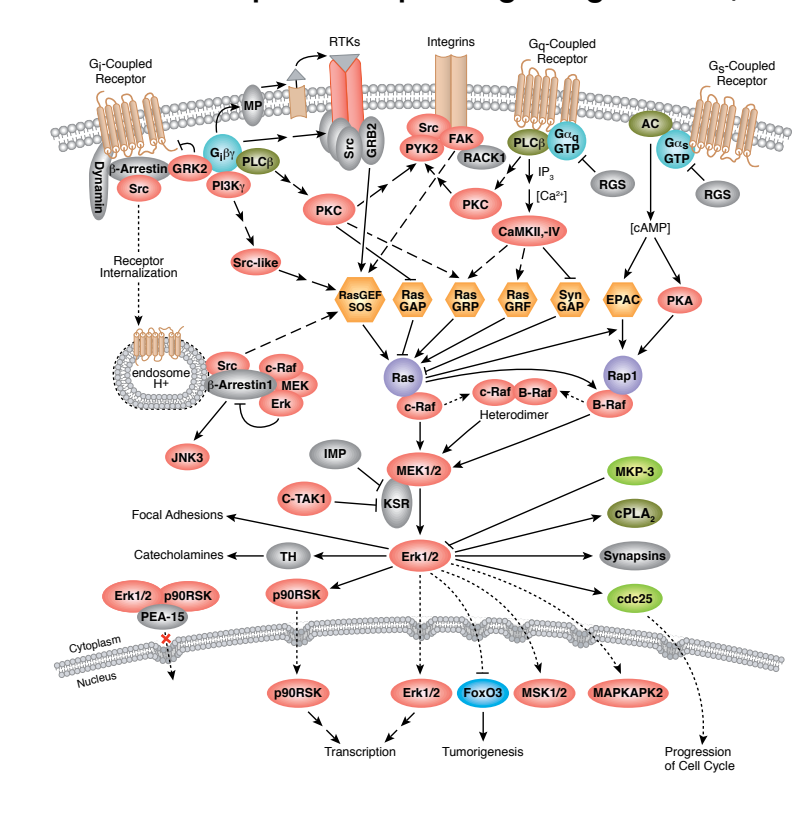 RTKs
Integrins
Gq-Coupled
Receptor
Gi-Coupled
Receptor
Gs-Coupled
Receptor
MP
GRB2
Src
Src
PYK2
FAK
RACK1
PLCβ
Gαq
GTP
AC
Gαs
GTP
Dynamin
β-Arrestin
Src
GRK2
Giβγ
PLCβ
PI3Kγ
IP3
[Ca2+]
RGS
RGS
PKC
PKC
CaMKII,-IV
[cAMP]
Receptor
Internalization
Src-like
RasGEF
SOS
Ras
GAP
Ras
GRP
Ras
GRF
Syn
GAP
EPAC
PKA
endosome
H+
Src
β-Arrestin1
c-Raf
MEK
Erk
Ras
c-Raf
c-Raf
B-Raf
Heterodimer
Rap1
B-Raf
JNK3
IMP
MEK1/2
C-TAK1
KSR
MKP-3
Focal Adhesions
cPLA2
Catecholamines
TH
Erk1/2
Synapsins
Erk1/2
p90RSK
PEA-15
p90RSK
cdc25
Cytoplasm
Nucleus
p90RSK
Erk1/2
FoxO3
MSK1/2
MAPKAPK2
Transcription
Tumorigenesis
Progression
of Cell Cycle